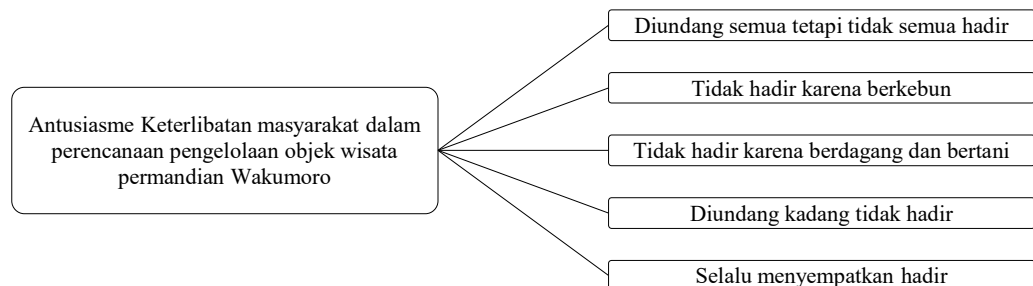 Antusiasme Keterlibatan masyarakat dalam
perencanaan pengelolaan objek wisata
permandian Wakumoro
Diundang semua tetapi tidak semua hadir
Tidak hadir karena berkebun
Tidak hadir karena berdagang dan bertani
Diundang kadang tidak hadir
Selalu menyempatkan hadir